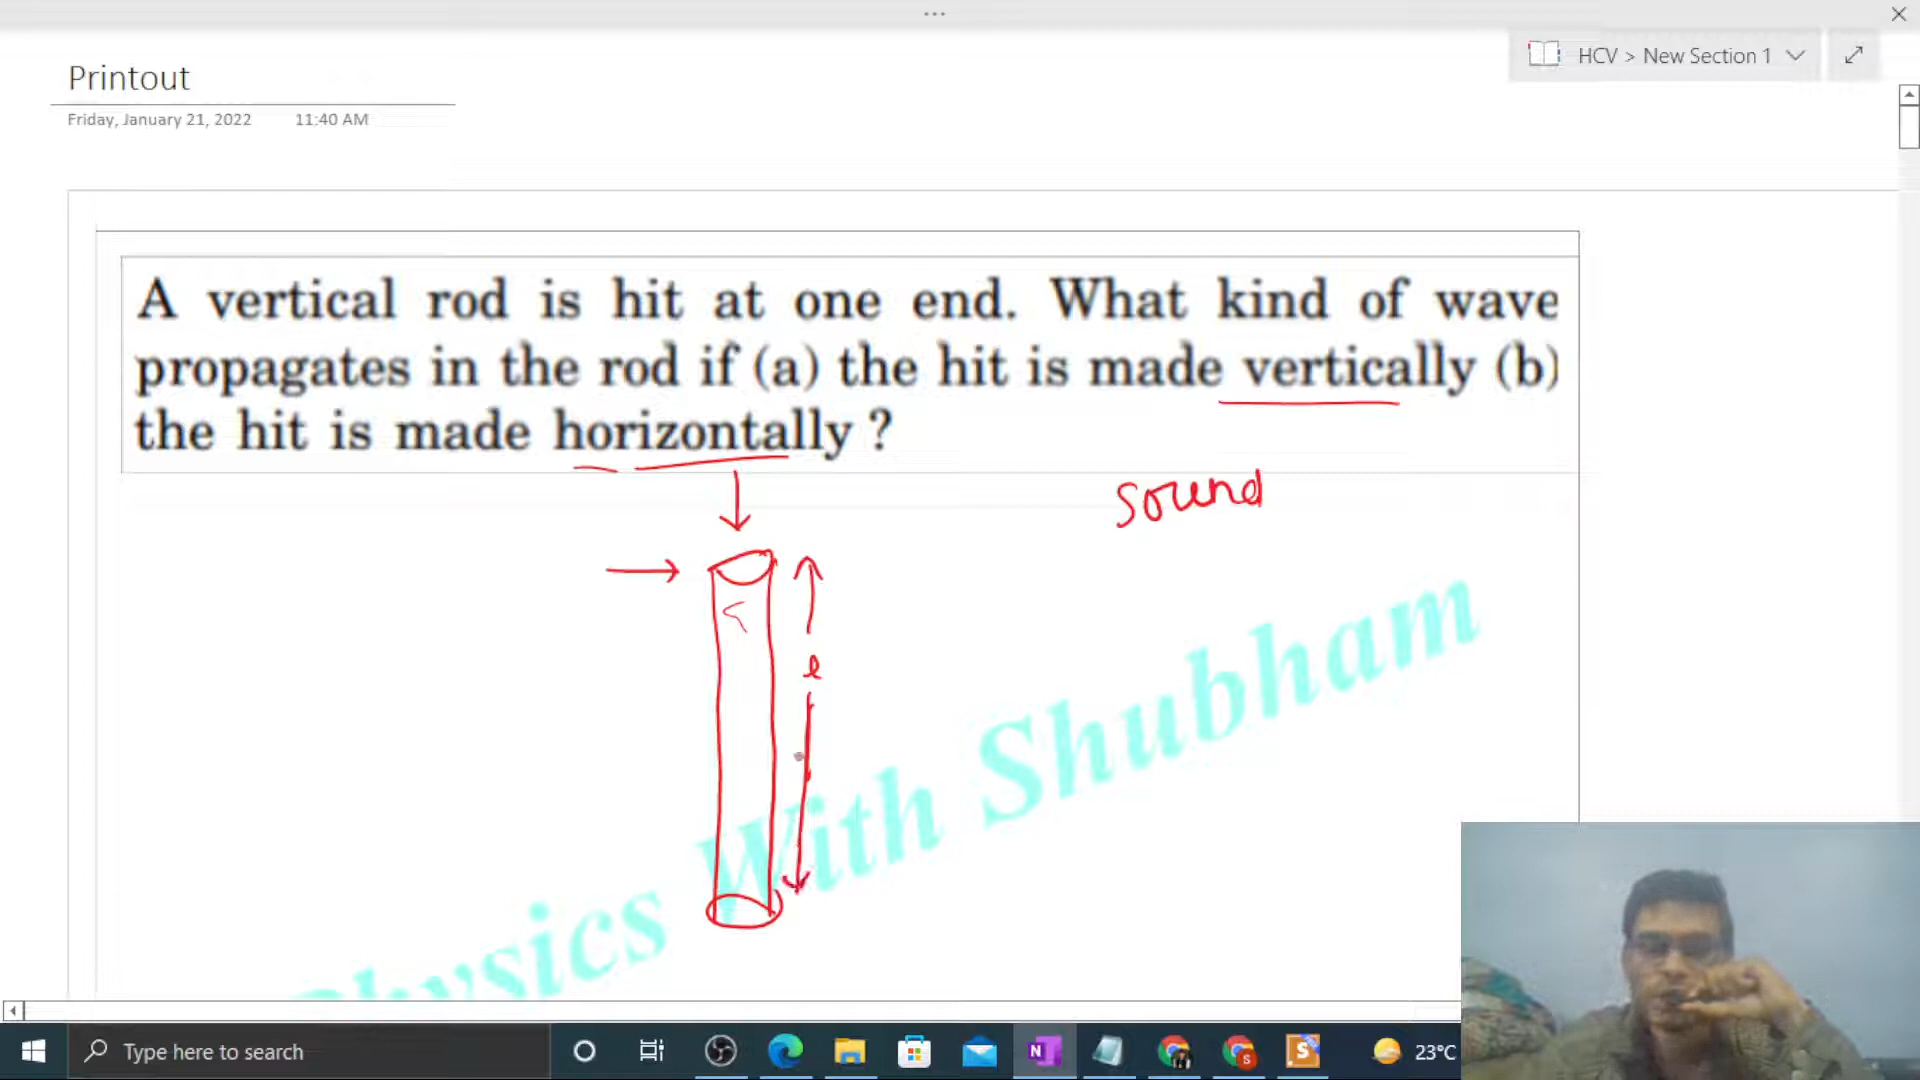 ...
HCV > New Section 1
Printout
Friday, January 21, 2022 11:40 AM
A vertical rod is hit at one end. What kind of wave
propagates in the rod if (a) the hit is made vertically (b)
the hit is made horizontally ?
Sound
l
Physics With Shubham
Type here to search
N
S
S
23°C